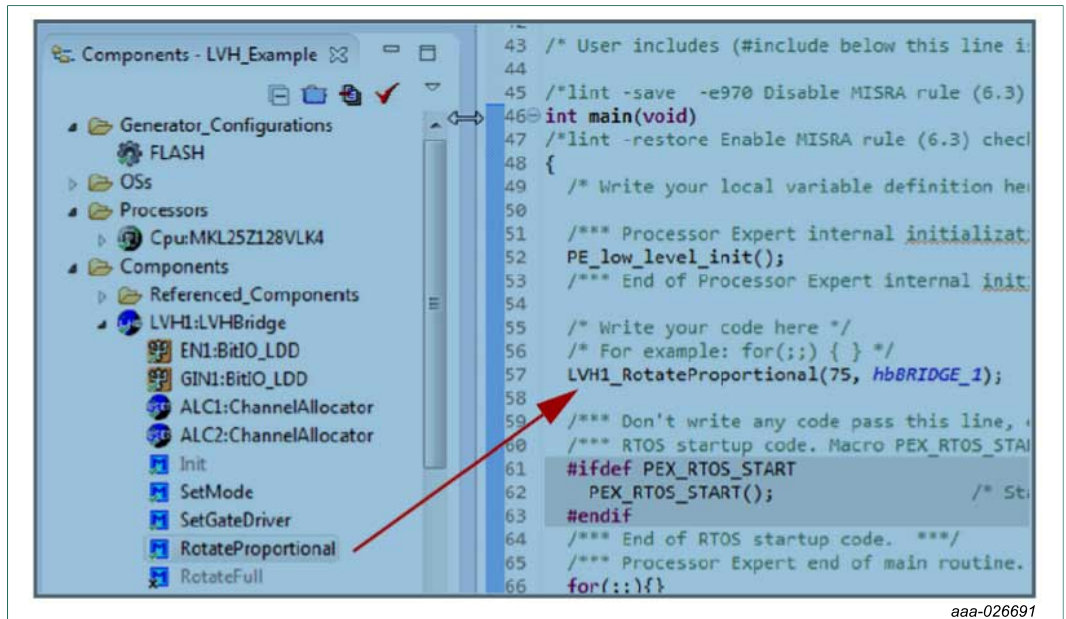 Components - LVH_Example
Generator_Configurations
FLASH
OSs
Processors
Cpu:MKL25Z128VLK4
Components
Referenced_Components
LVH1:LVHBridge
EN1:BitIO_LDD
GIN1:BitIO_LDD
ALC1:ChannelAllocator
ALC2:ChannelAllocator
Init
SetMode
SetGateDriver
RotateProportional
RotateFull
43 /* User includes (#include below this line i
44
45 /*lint -save -e970 Disable MISRA rule (6.3)
46 int main(void)
47 /*lint -restore Enable MISRA rule (6.3) chec
48 {
49 /* Write your local variable definition he
50
51 /*** Processor Expert internal initializat
52 PE_low_level_init();
53 /*** End of Processor Expert internal init
54
55 /* Write your code here */
56 /* For example: for(;;) { } */
57 LVH1_RotateProportional(75, hbBRIDGE_1);
58
59 /*** Don't write any code pass this line,
60 /*** RTOS startup code. Macro PEX_RTOS_STA
61 #ifdef PEX_RTOS_START
62 PEX_RTOS_START(); /* St
63 #endif
64 /*** End of RTOS startup code. ***/
65 /*** Processor Expert end of main routine.
66 for(;;){}
aaa-026691